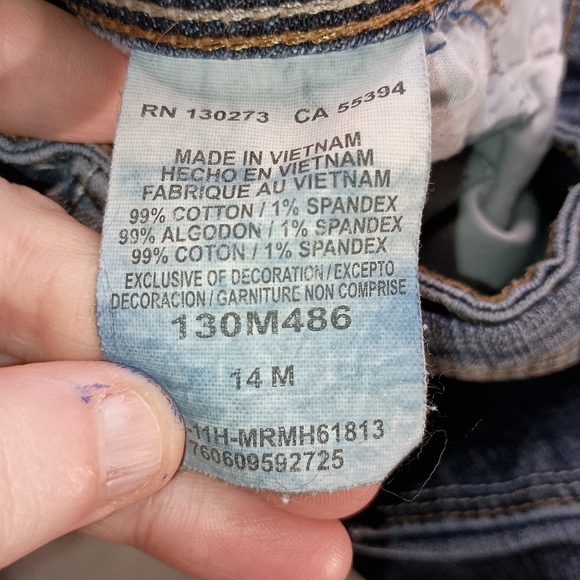 RN 130273 CA 55394
MADE IN VIETNAM
HECHO EN VIETNAM
FABRIQUE AU VIETNAM
99% COTTON / 1% SPANDEX
99% ALGODON / 1% SPANDEX
99% COTON / 1% SPANDEX
EXCLUSIVE OF DECORATION / EXCEPTO
DECORACION / GARNITURE NON COMPRISE
130M486
14 M
-11H-MRMH61813
760609592725